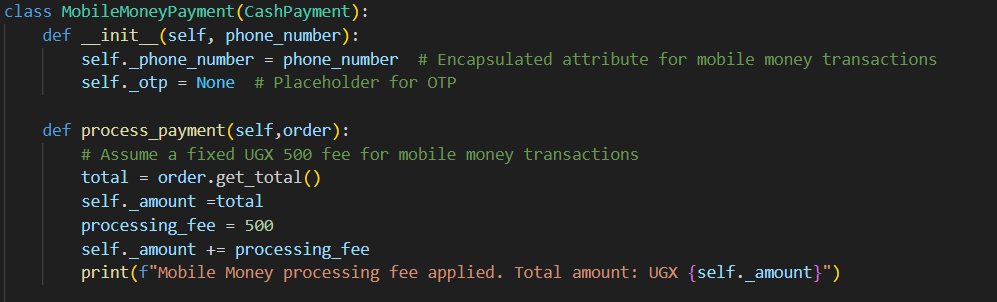 class MobileMoneyPayment(CashPayment):
    def __init__(self, phone_number):
        self._phone_number = phone_number  # Encapsulated attribute for mobile money transactions
        self._otp = None  # Placeholder for OTP

    def process_payment(self,order):
        # Assume a fixed UGX 500 fee for mobile money transactions
        total = order.get_total()
        self._amount =total
        processing_fee = 500
        self._amount += processing_fee
        print(f"Mobile Money processing fee applied. Total amount: UGX {self._amount}")